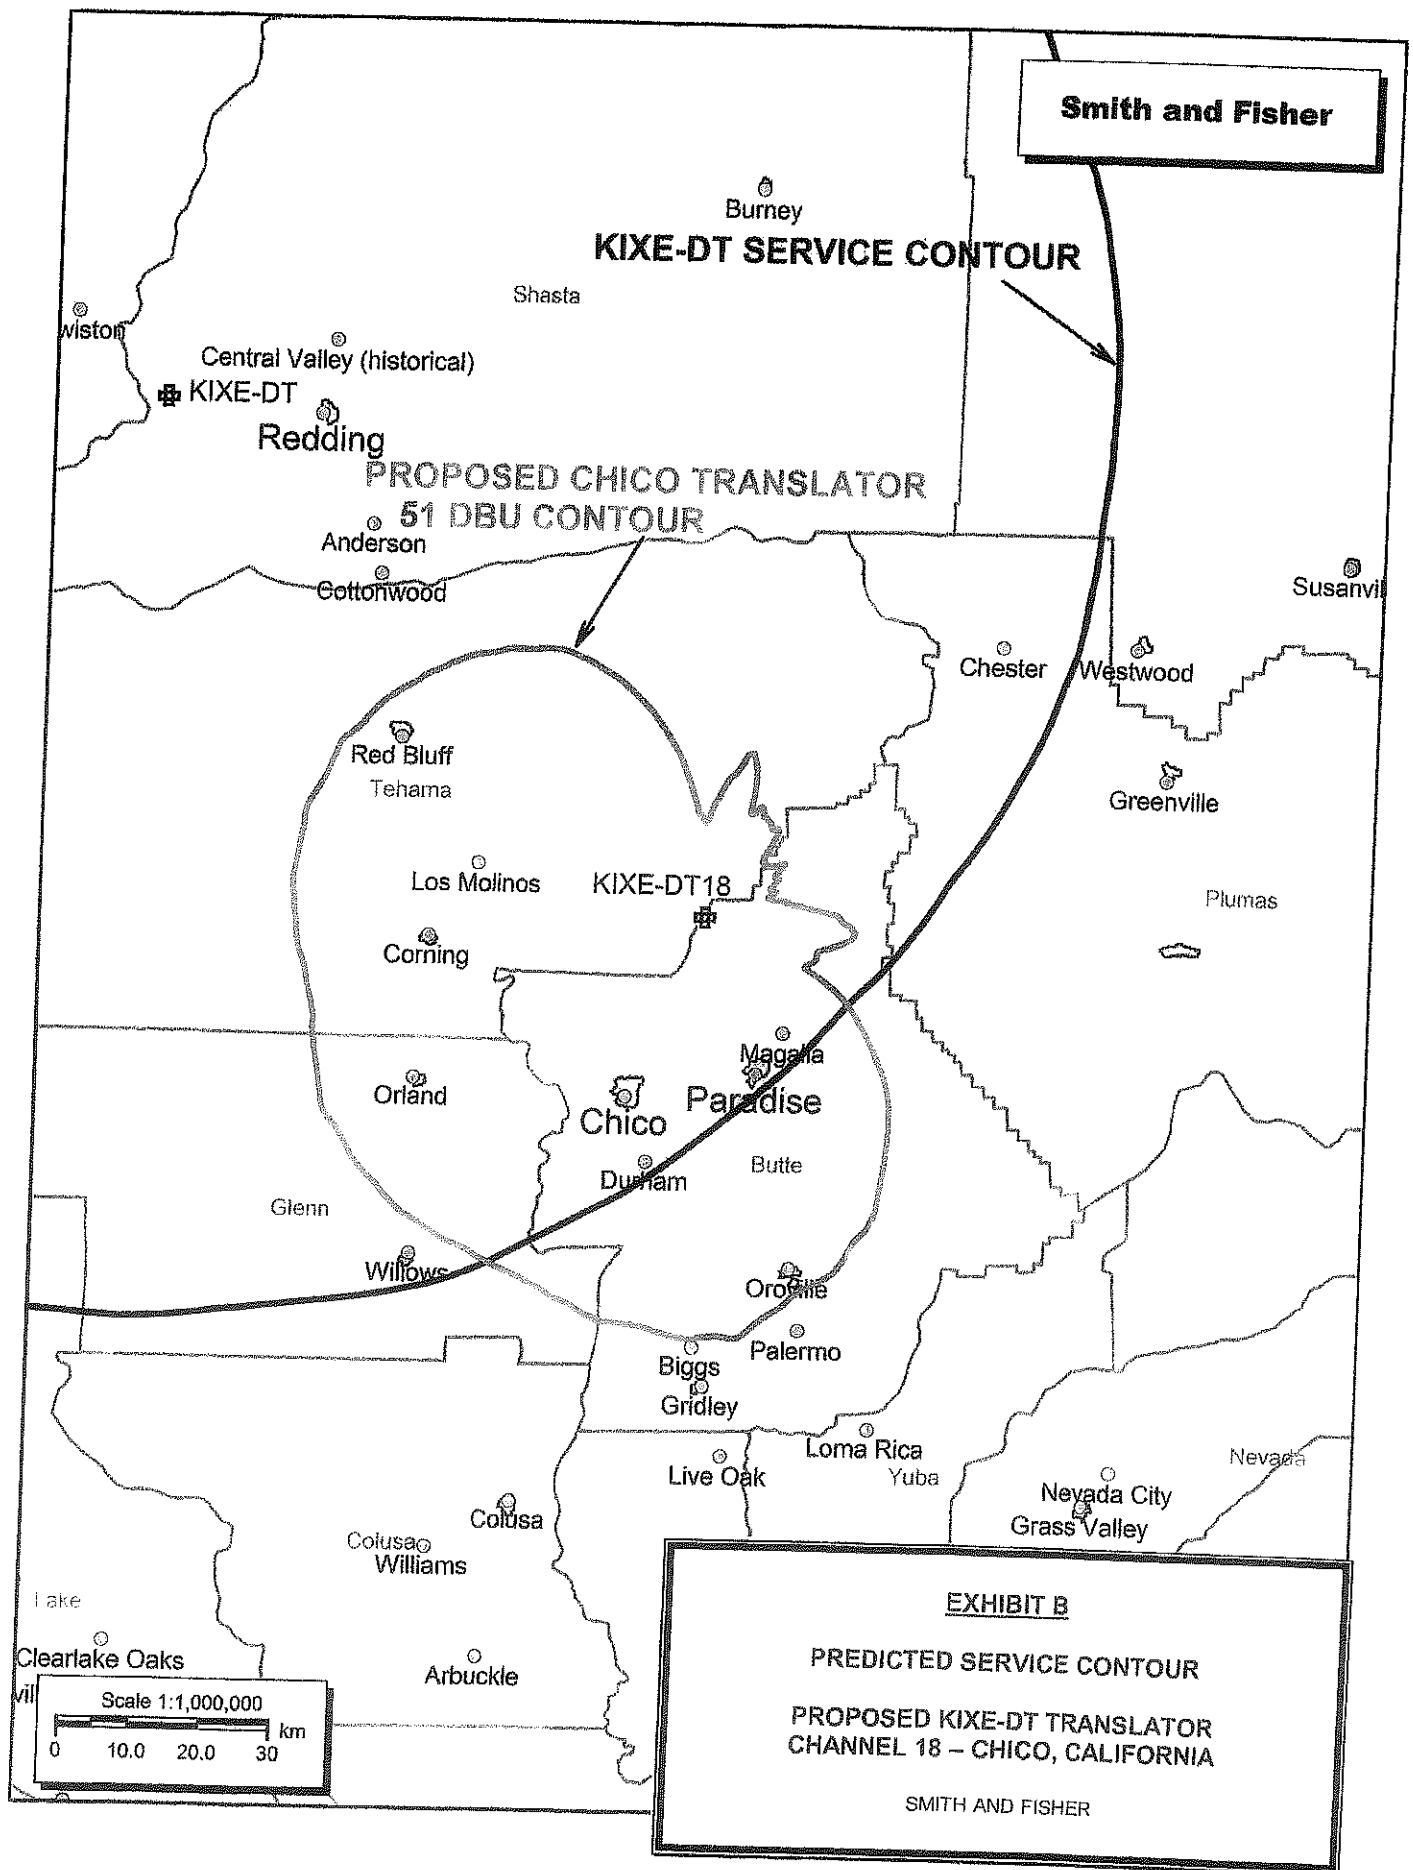 Smith and Fisher
Burney
KIXE-DT SERVICE CONTOUR
Shasta
wiston
Central Valley (historical)
KIXE-DT
Redding
PROPOSED CHICO TRANSLATOR
51 DBU CONTOUR
Anderson
Cottonwood
Susanvil
Chester
Westwood
Red Bluff
Tehama
Greenville
Los Molinos
KIXE-DT18
Plumas
Corning
Magalia
Orland
Paradise
Chico
Durham
Butte
Glenn
Willows
Oroville
Biggs
Palermo
Gridley
Loma Rica
Live Oak
Yuba
Nevada
Nevada City
Grass Valley
Colusa
Colusa
Williams
Lake
Clearlake Oaks
vil
Arbuckle
Scale 1:1,000,000
km
0 10.0 20.0 30
EXHIBIT B
PREDICTED SERVICE CONTOUR
PROPOSED KIXE-DT TRANSLATOR
CHANNEL 18 – CHICO, CALIFORNIA
SMITH AND FISHER